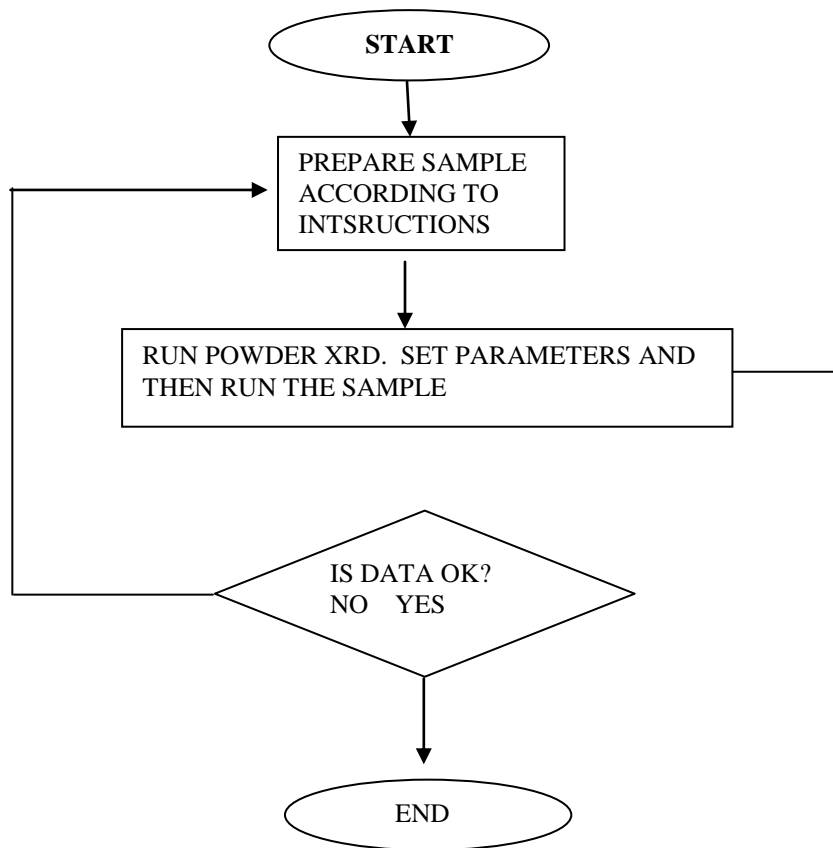 START
PREPARE SAMPLE
ACCORDING TO
INTSRUCTIONS
RUN POWDER XRD.  SET PARAMETERS AND
THEN RUN THE SAMPLE
IS DATA OK?
NO    YES
END